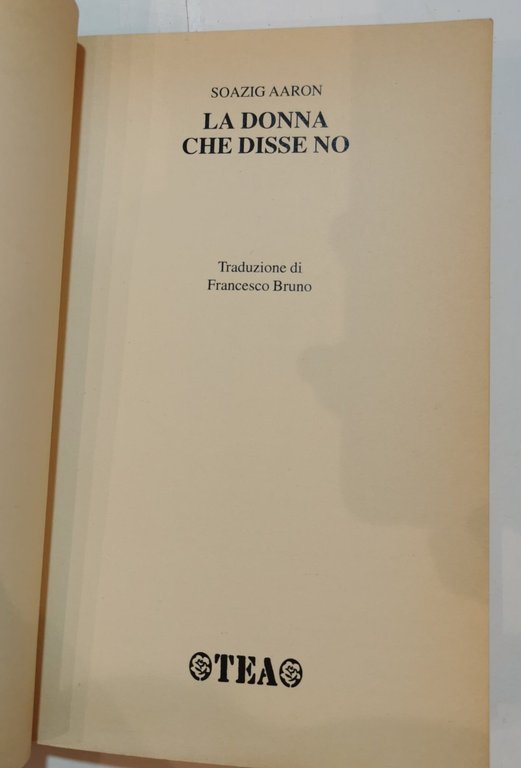 SOAZIG AARON
LA DONNA
CHE DISSE NO
Traduzione di
Francesco Bruno
TEA